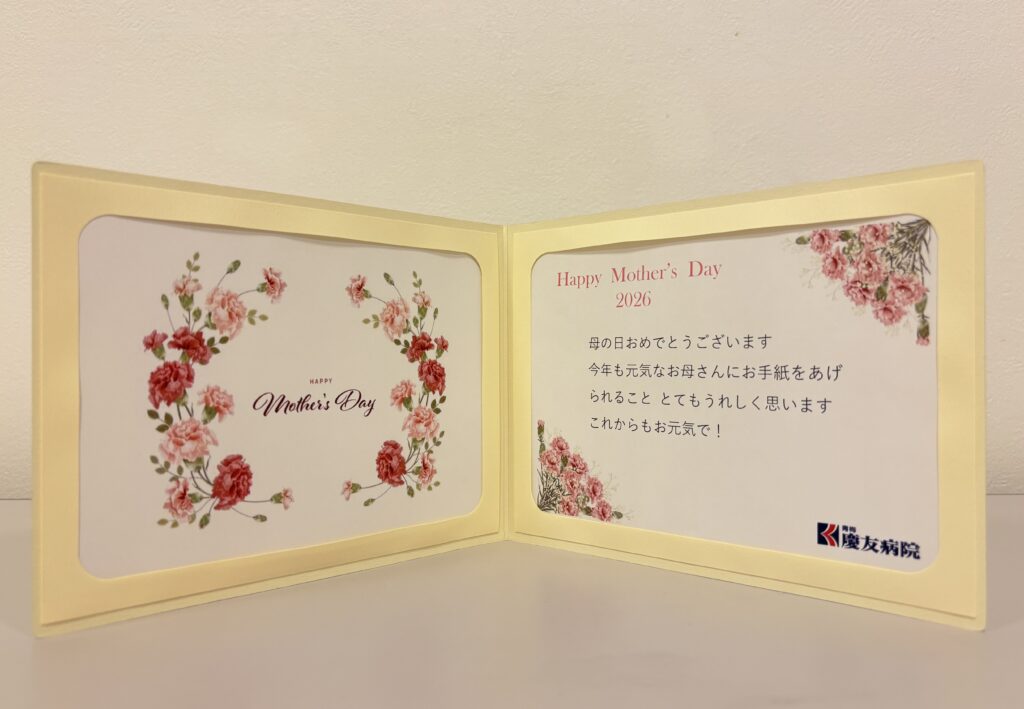 HAPPY
Mother's Day
Happy Mother's Day
2026
母の日おめでとうございます
今年も元気なお母さんにお手紙をあげ
られること とてもうれしく思います
これからもお元気で！
青梅
慶友病院